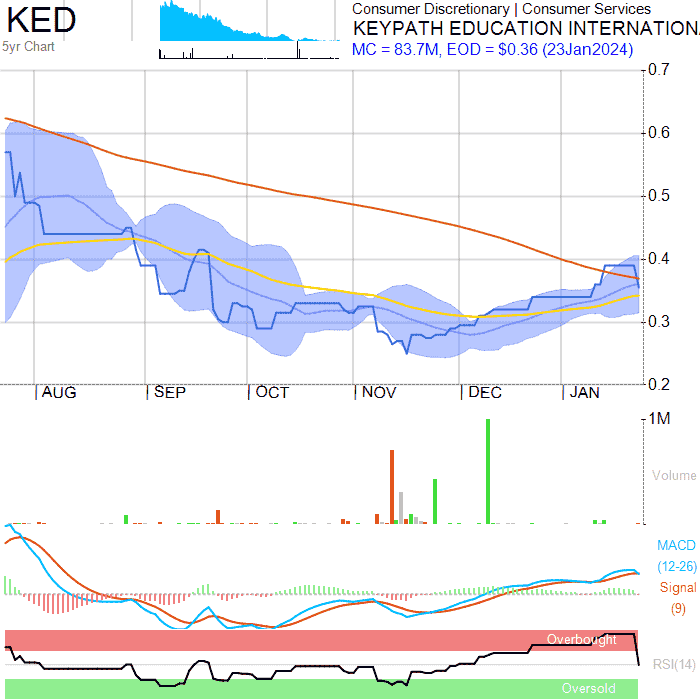 KED
5yr Chart
Consumer Discretionary | Consumer Services
KEYPATH EDUCATION INTERNATION
MC = 83.7M, EOD = $0.36 (23Jan2024)
0.7
0.6
0.5
0.4
0.3
0.2
AUG
SEP
OCT
NOV
DEC
JAN
1M
Volume
MACD
(12-26)
Signal
(9)
Overbought
RSI(14)
Oversold